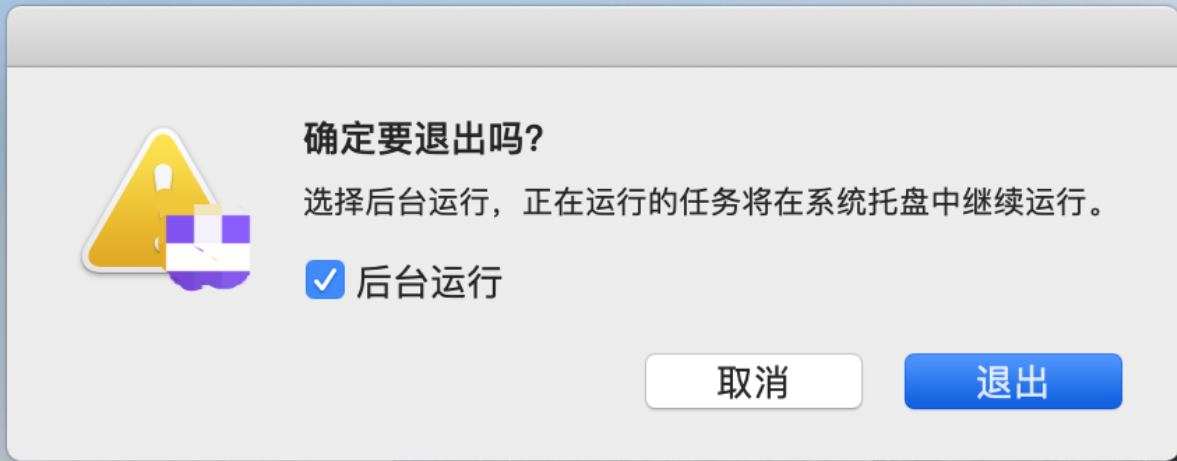 确定要退出吗?
选择后台运行，正在运行的任务将在系统托盘中继续运行。
后台运行
取消
退出